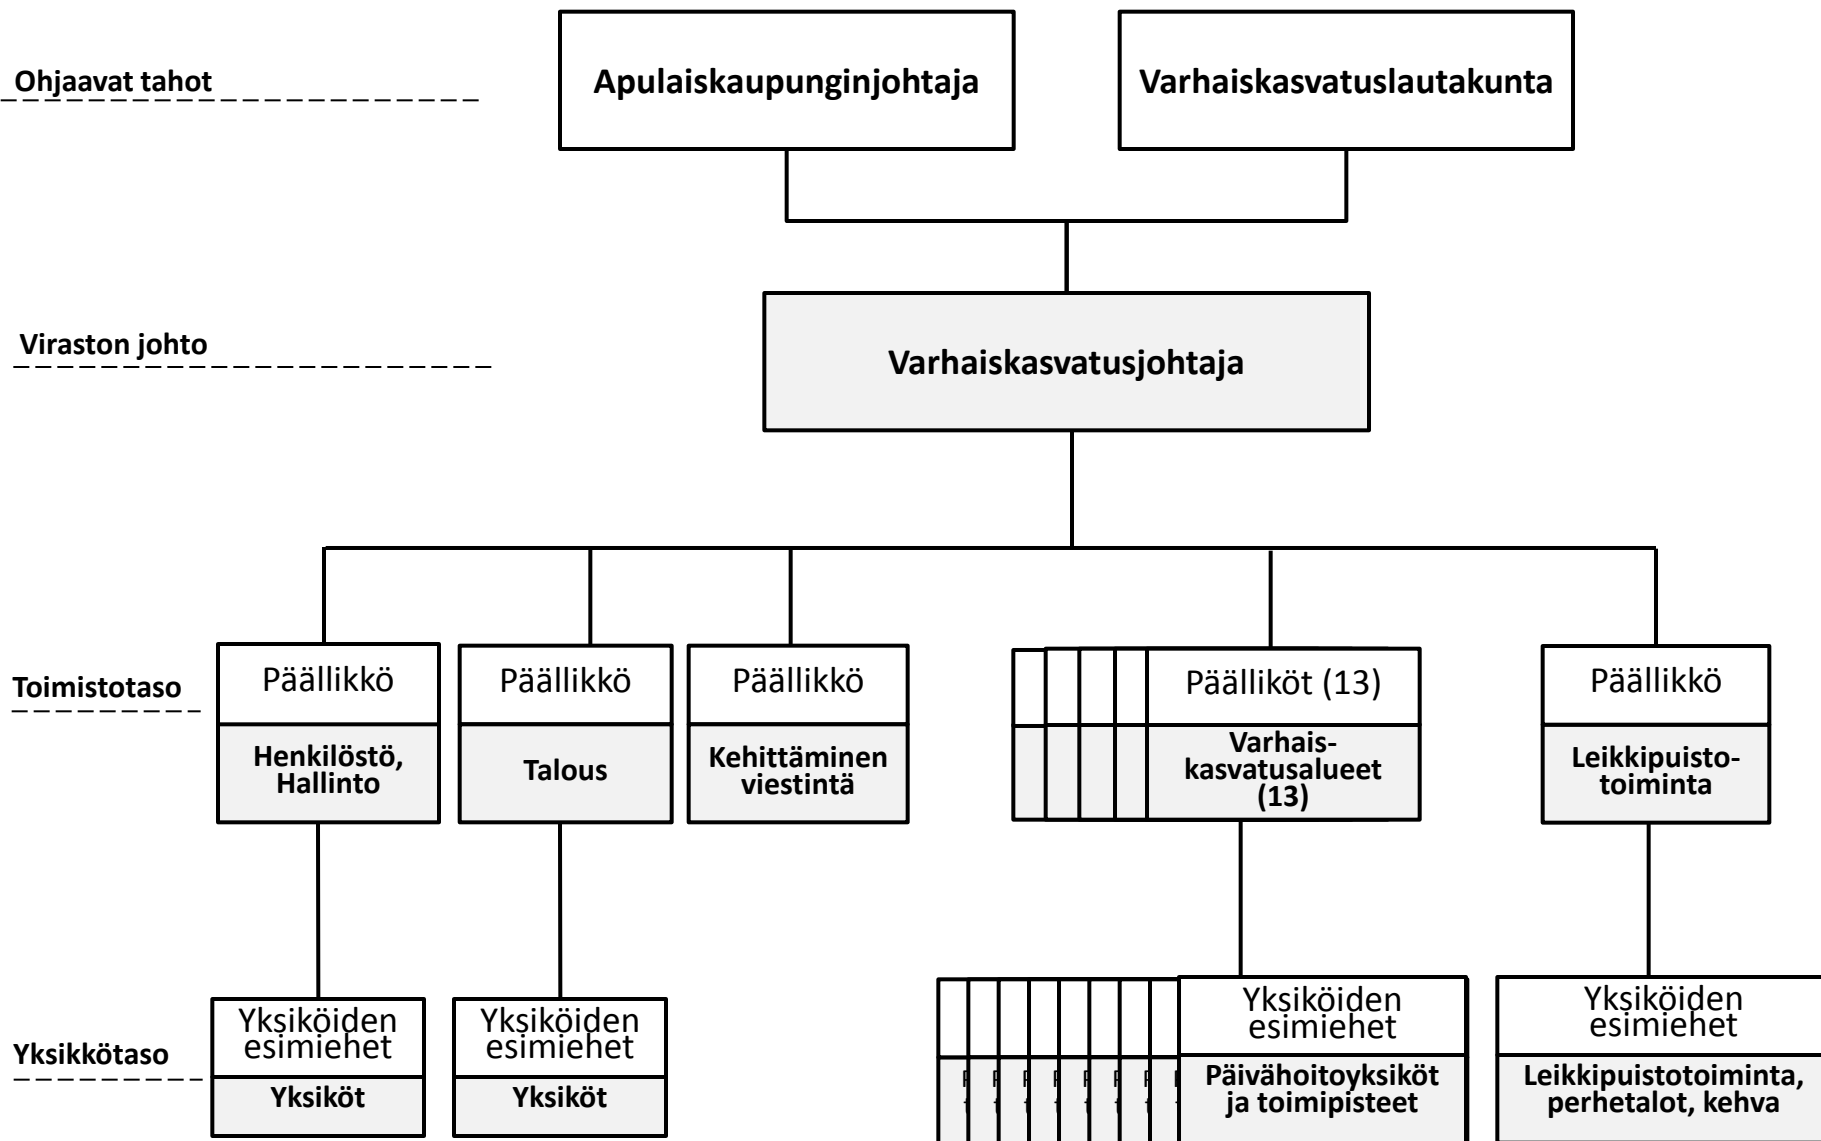 Ohjaavat tahot
Apulaiskaupunginjohtaja
Varhaiskasvatuslautakunta
Viraston johto
Varhaiskasvatusjohtaja
Toimistotaso
Päällikkö
Henkilöstö,
Hallinto
Päällikkö
Talous
Päällikkö
Kehittäminen
viestintä
Päälliköt (13)
Varhais-
kasvatusalueet
(13)
Päällikkö
Leikkipuisto-
toiminta
Yksikkötaso
Yksiköiden
esimiehet
Yksiköt
Yksiköiden
esimiehet
Yksiköt
Yksiköiden
esimiehet
Päivähoitoyksiköt
ja toimipisteet
Yksiköiden
esimiehet
Leikkipuistotoiminta,
perhetalot, kehva